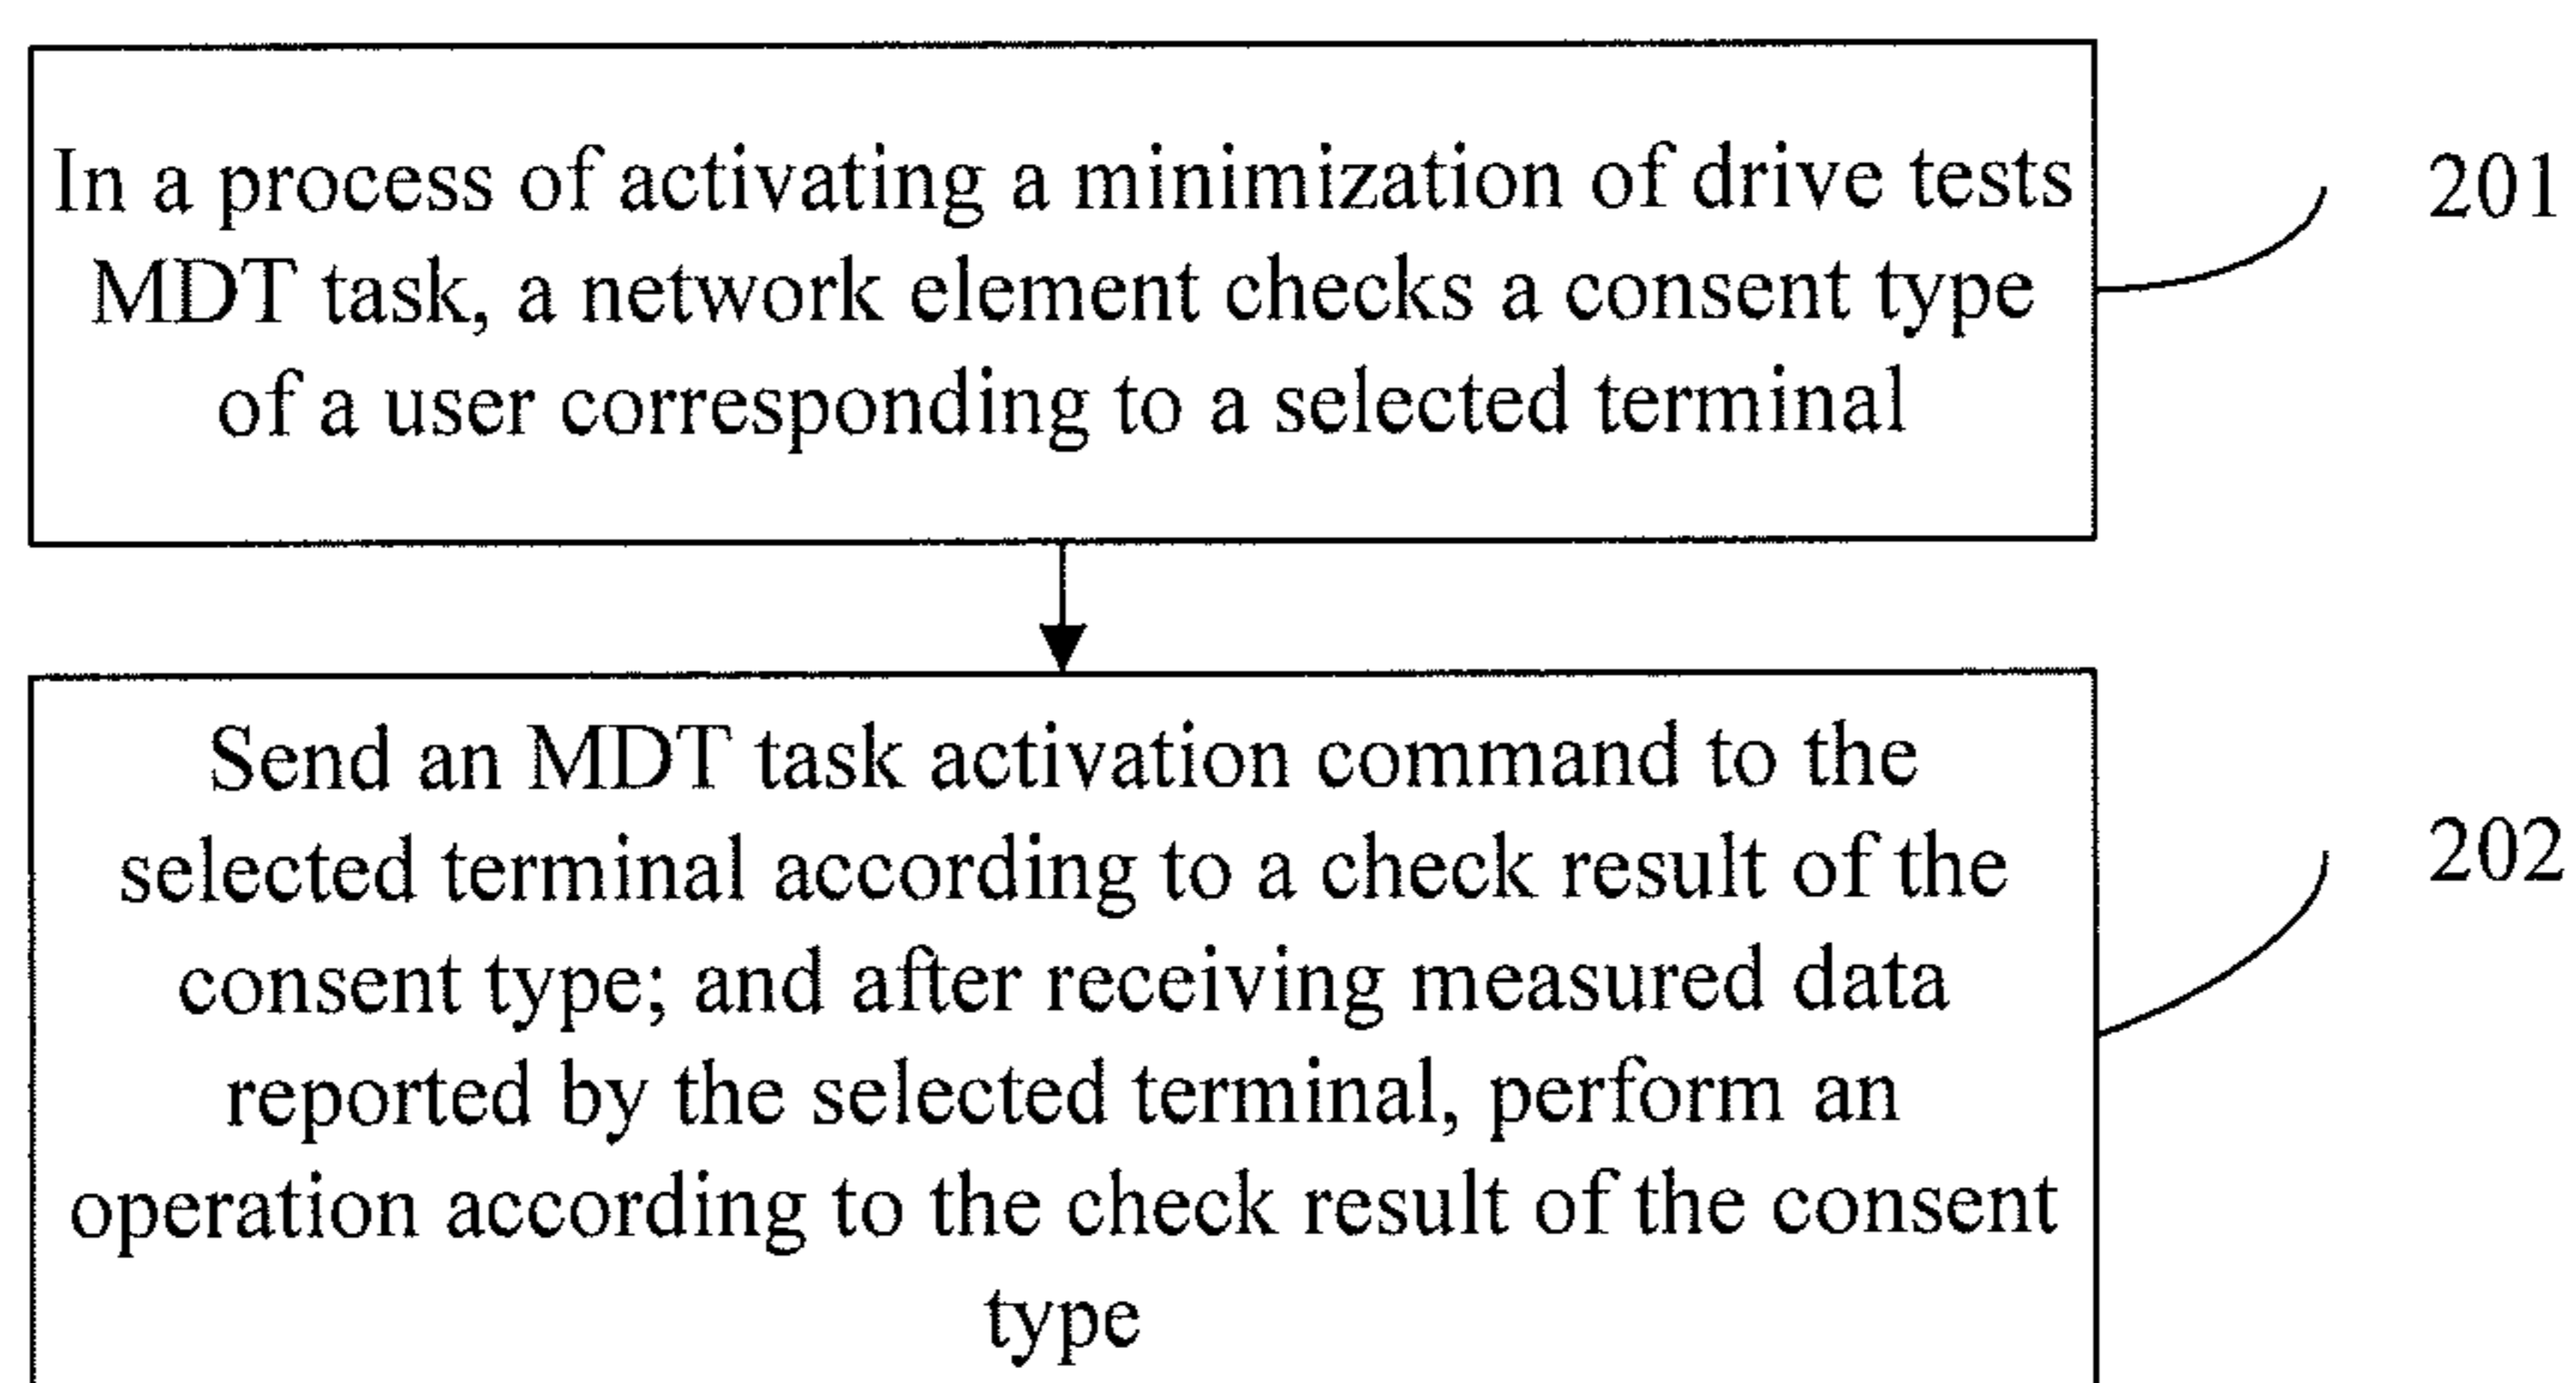 In a process of activating a minimization of drive tests
MDT task, a network element checks a consent type
of a user corresponding to a selected terminal
201
Send an MDT task activation command to the
selected terminal according to a check result of the
consent type; and after receiving measured data
reported by the selected terminal, perform an
operation according to the check result of the consent
type
202